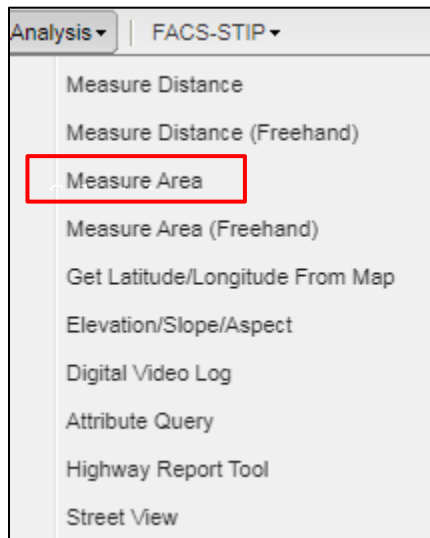 Analysis▾ | FACS-STIP▾
Measure Distance
Measure Distance (Freehand)
Measure Area
Measure Area (Freehand)
Get Latitude/Longitude From Map
Elevation/Slope/Aspect
Digital Video Log
Attribute Query
Highway Report Tool
Street View